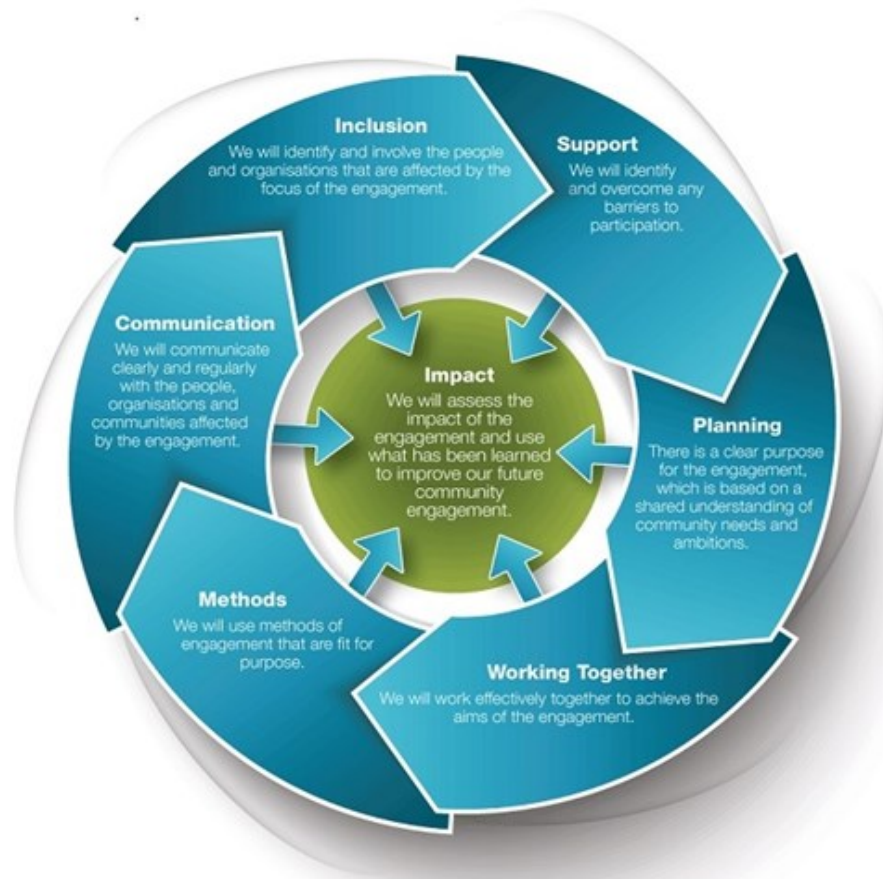 Inclusion
We will identify and involve the people
and organisations that are affected by the
focus of the engagement.
Support
We will identify
and overcome any
barriers to
participation.
Planning
There is a clear purpose
for the engagement,
which is based on a
shared understanding of
community needs and
ambitions.
Working Together
We will work effectively together to achieve the
aims of the engagement.
Methods
We will use methods of
engagement that are fit for
purpose.
Communication
We will communicate
clearly and regularly
with the people,
organisations and
communities affected
by the engagement.
Impact
We will assess the
impact of the
engagement and use
what has been learned
to improve our future
community
engagement.